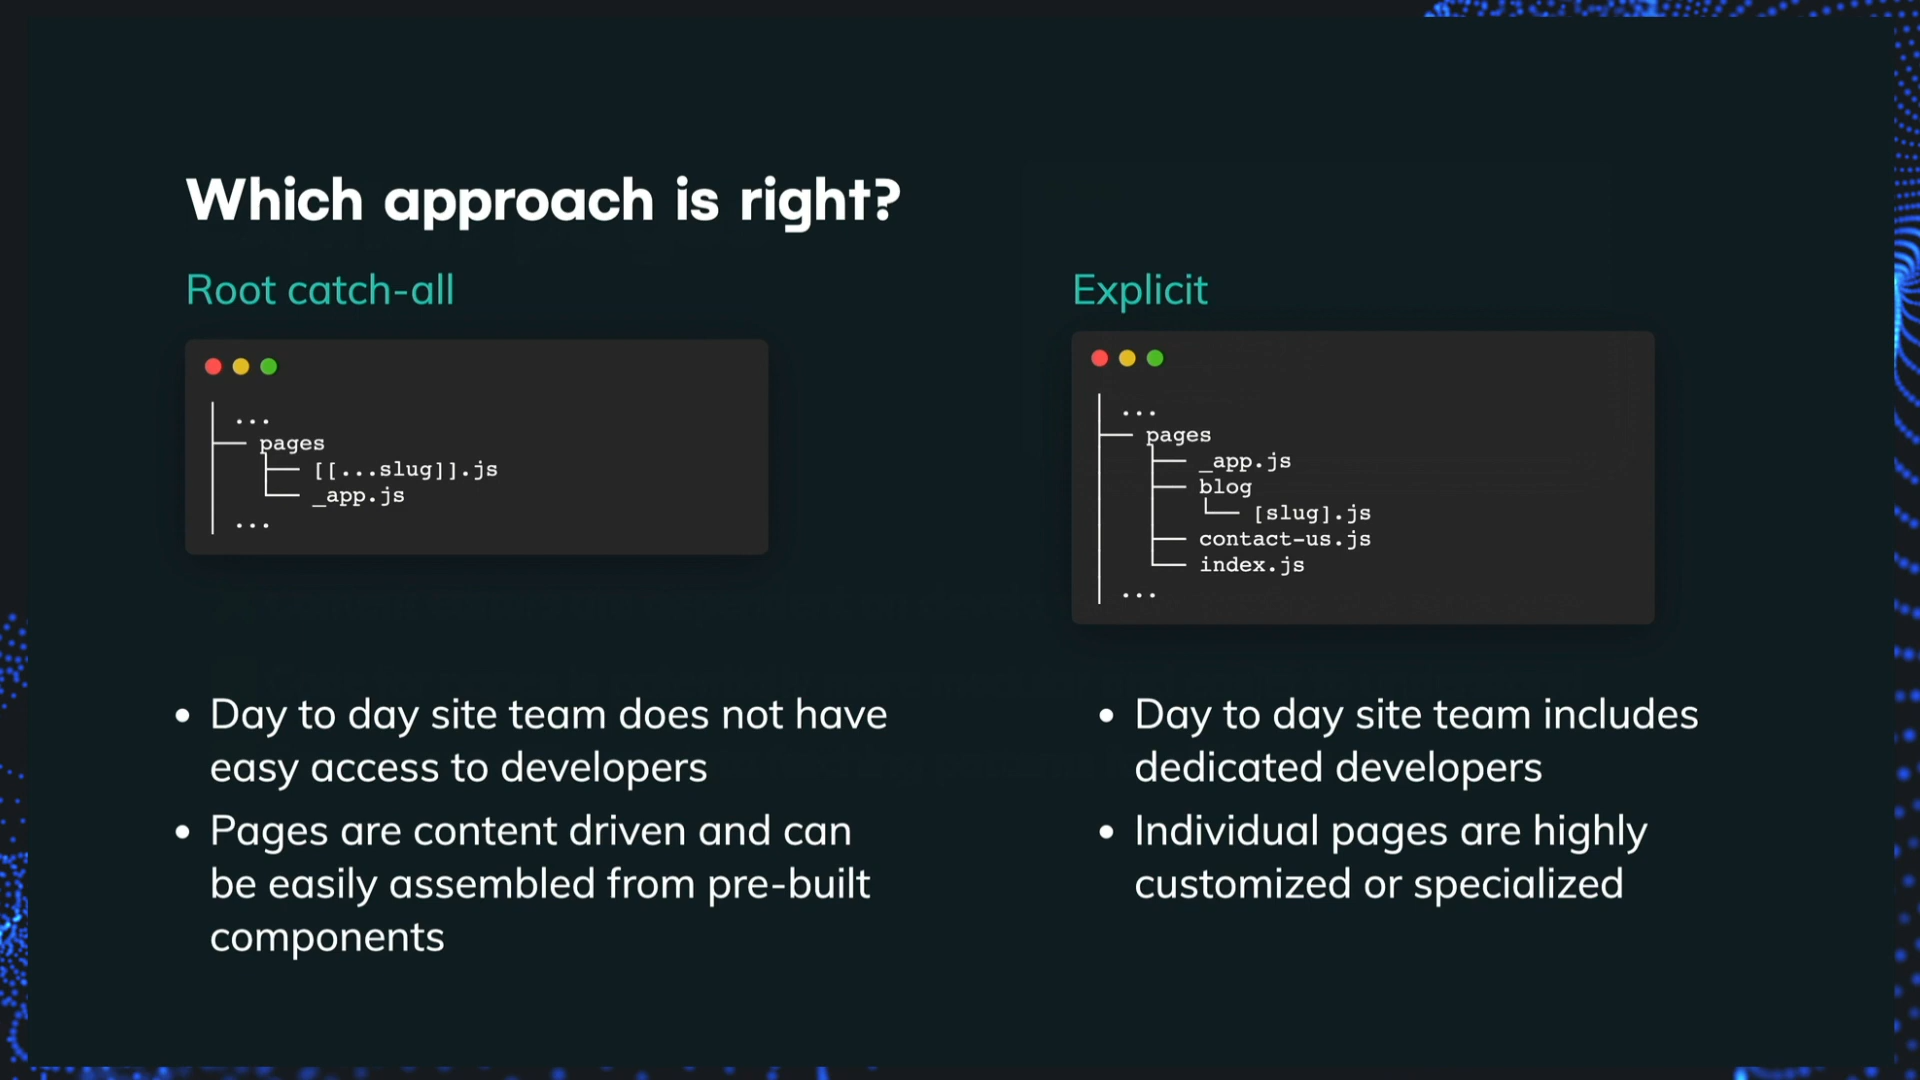 Which approach is right?
Root catch-all
...
pages
[[...slug]].js
_app.js
...
Day to day site team does not have
easy access to developers
Pages are content driven and can
be easily assembled from pre-built
components
Explicit
...
pages
_app.js
blog
[slug].js
contact-us.js
index.js
...
Day to day site team includes
dedicated developers
Individual pages are highly
customized or specialized